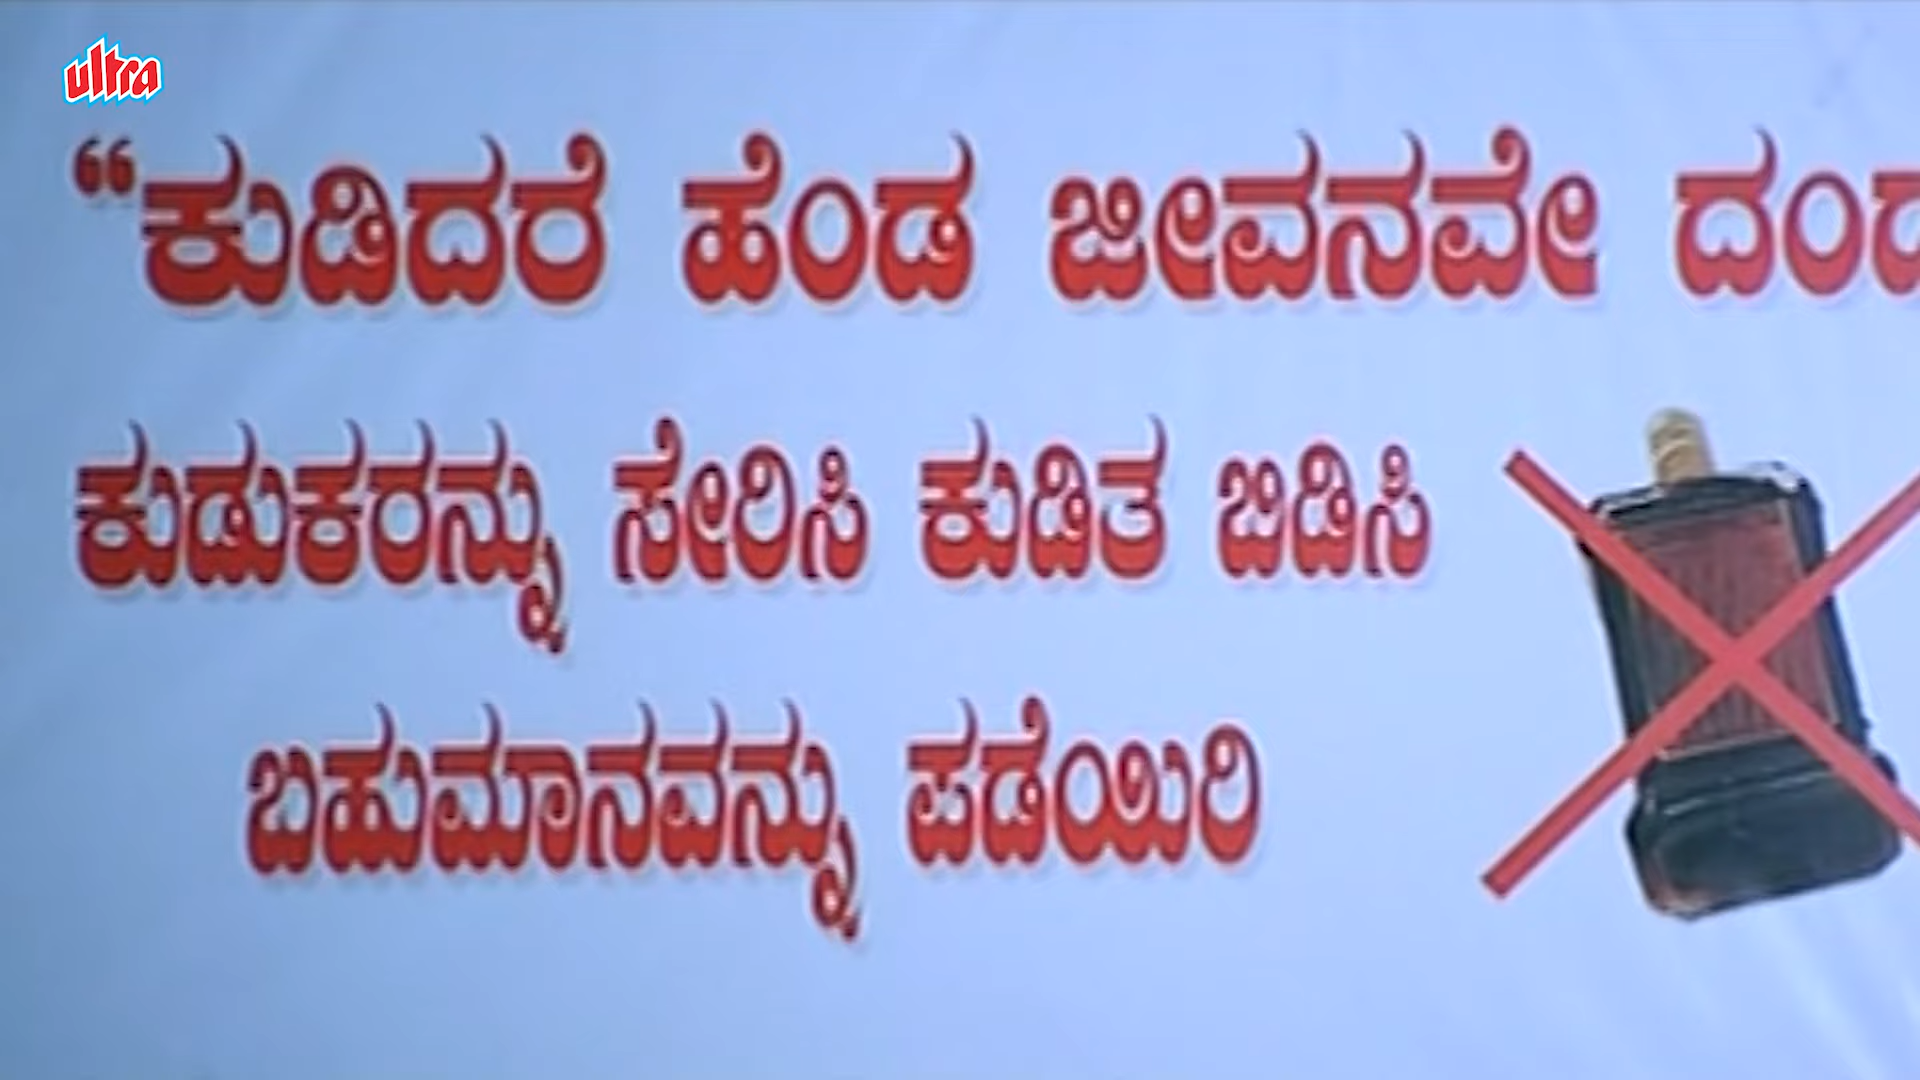 ultra
“ಕುಡಿದರೆ ಹೆಂಡ ಜೀವನವೇ
ಕುಡುಕರನ್ನು ಸೇರಿಸಿ ಕುಡಿತ ಬಿಡಿಸಿ
ಬಹುಮಾನವನ್ನು ಪಡೆಯಿರಿ